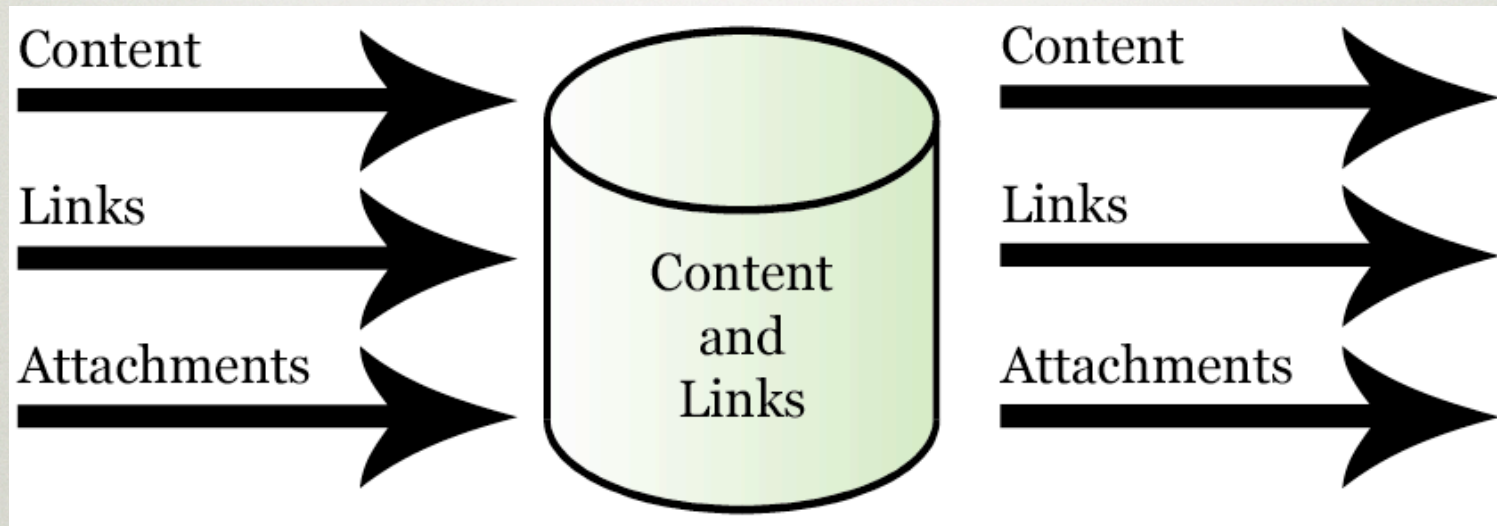 Content
Links
Attachments
Content
and
Links
Content
Links
Attachments